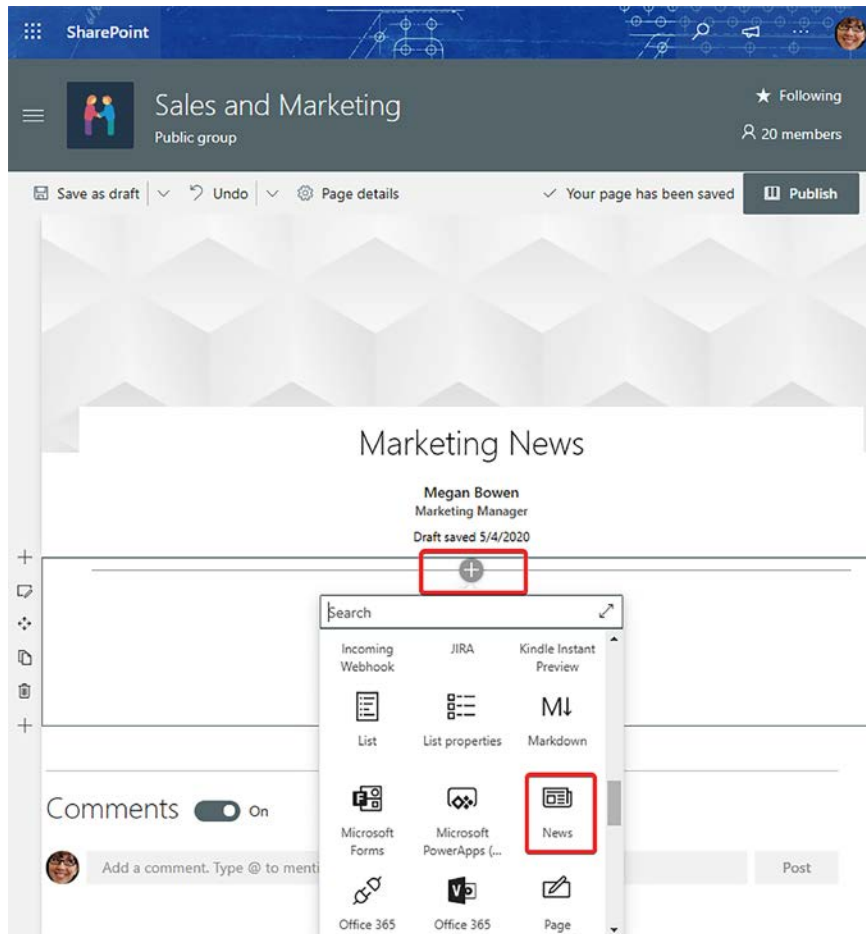 SharePoint
Sales and Marketing
Public group
Following
20 members
Save as draft
Undo
Page details
Your page has been saved
Publish
Marketing News
Megan Bowen
Marketing Manager
Draft saved 5/4/2020
Search
Incoming Webhook
JIRA
Kindle Instant Preview
List
List properties
Markdown
Microsoft Forms
Microsoft PowerApps (...
News
Comments
On
Add a comment. Type @ to menti
Post
Office 365
Office 365
Page